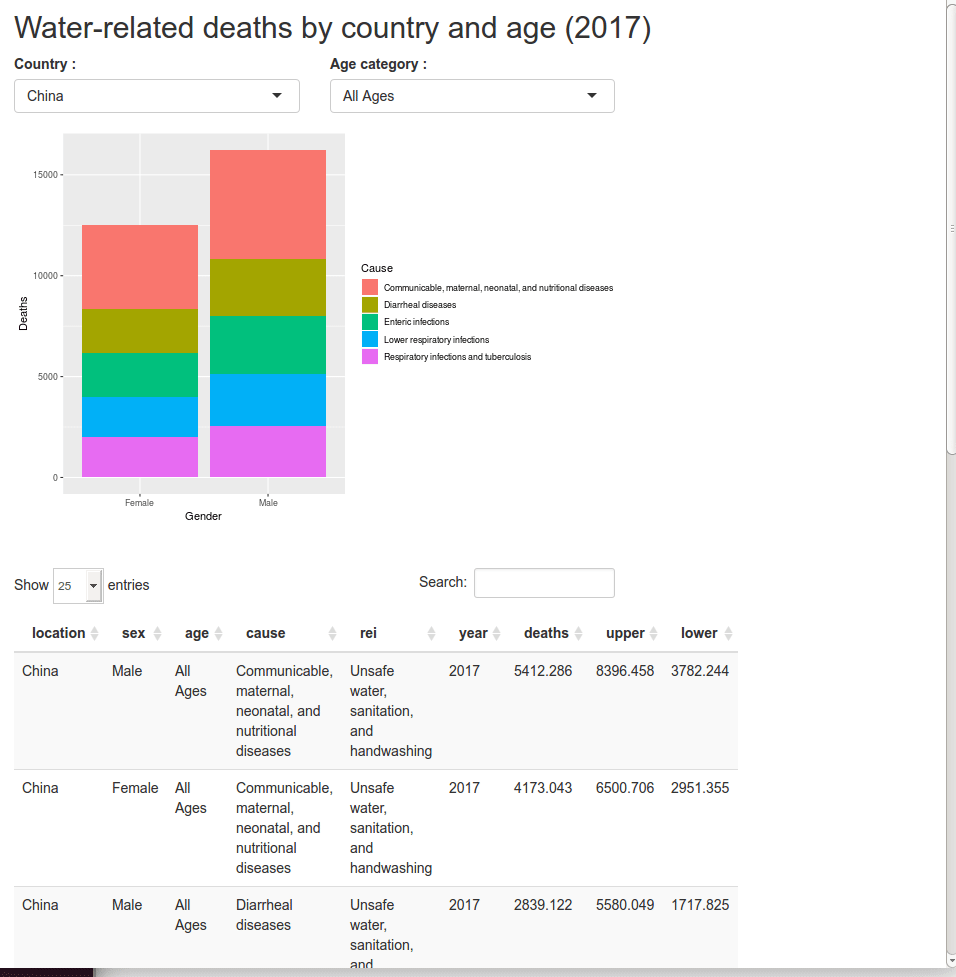 Water-related deaths by country and age (2017)
Country : Age category :
China All Ages
15000
10000
5000
0
Deaths
Female Male
Gender
Cause
Communicable, maternal, neonatal, and nutritional diseases
Diarrheal diseases
Enteric infections
Lower respiratory infections
Respiratory infections and tuberculosis
Show 25 entries Search:
location sex age cause rei year deaths upper lower
China Male All Communicable, Unsafe 2017 5412.286 8396.458 3782.244
Ages maternal, water,
neonatal, and sanitation,
nutritional and
diseases handwashing
China Female All Communicable, Unsafe 2017 4173.043 6500.706 2951.355
Ages maternal, water,
neonatal, and sanitation,
nutritional and
diseases handwashing
China Male All Diarrheal Unsafe 2017 2839.122 5580.049 1717.825
Ages diseases water,
sanitation,
and